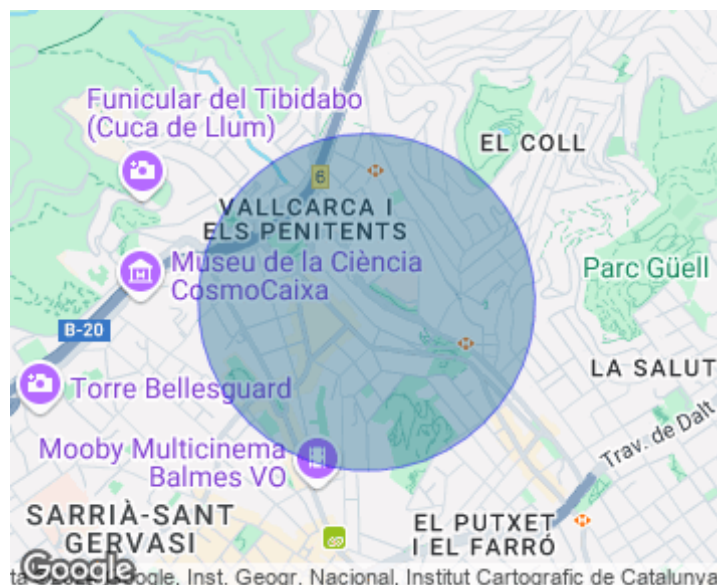 Funicular del Tibidabo
(Cuca de Llum)
EL COLL
6
VALLCARCA I
ELS PENITENTS
Museu de la Ciència
CosmoCaixa
Parc Güell
B-20
LA SALUT
Torre Bellesguard
Trav. de Dalt
Mooby Multicinema
Balmes VO
SARRIÀ-SANT
GERVASI
EL PUTXET
I EL FARRÓ
Google
Google, Inst. Geogr. Nacional, Institut Cartogràfic de Catalunya